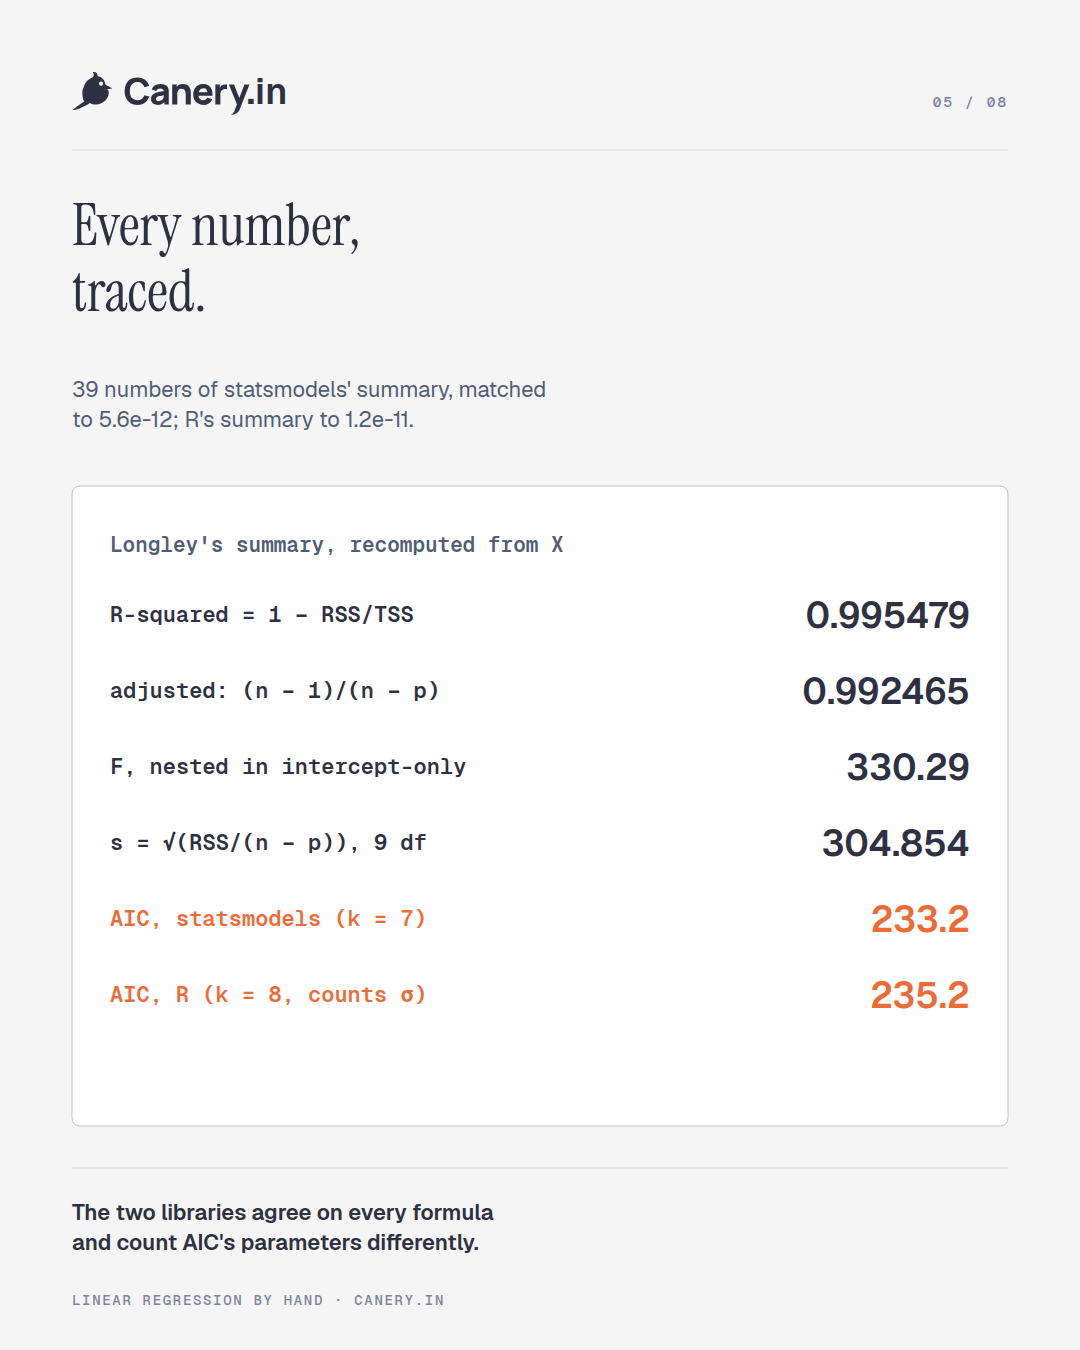 Canery.in
05 / 08
Every number,
traced.
39 numbers of statsmodels' summary, matched
to 5.6e-12; R's summary to 1.2e-11.
Longley's summary, recomputed from X
R-squared = 1 − RSS/TSS 0.995479
adjusted: (n − 1)/(n − p) 0.992465
F, nested in intercept-only 330.29
s = √(RSS/(n − p)), 9 df 304.854
AIC, statsmodels (k = 7) 233.2
AIC, R (k = 8, counts σ) 235.2
The two libraries agree on every formula
and count AIC's parameters differently.
LINEAR REGRESSION BY HAND · CANERY.IN